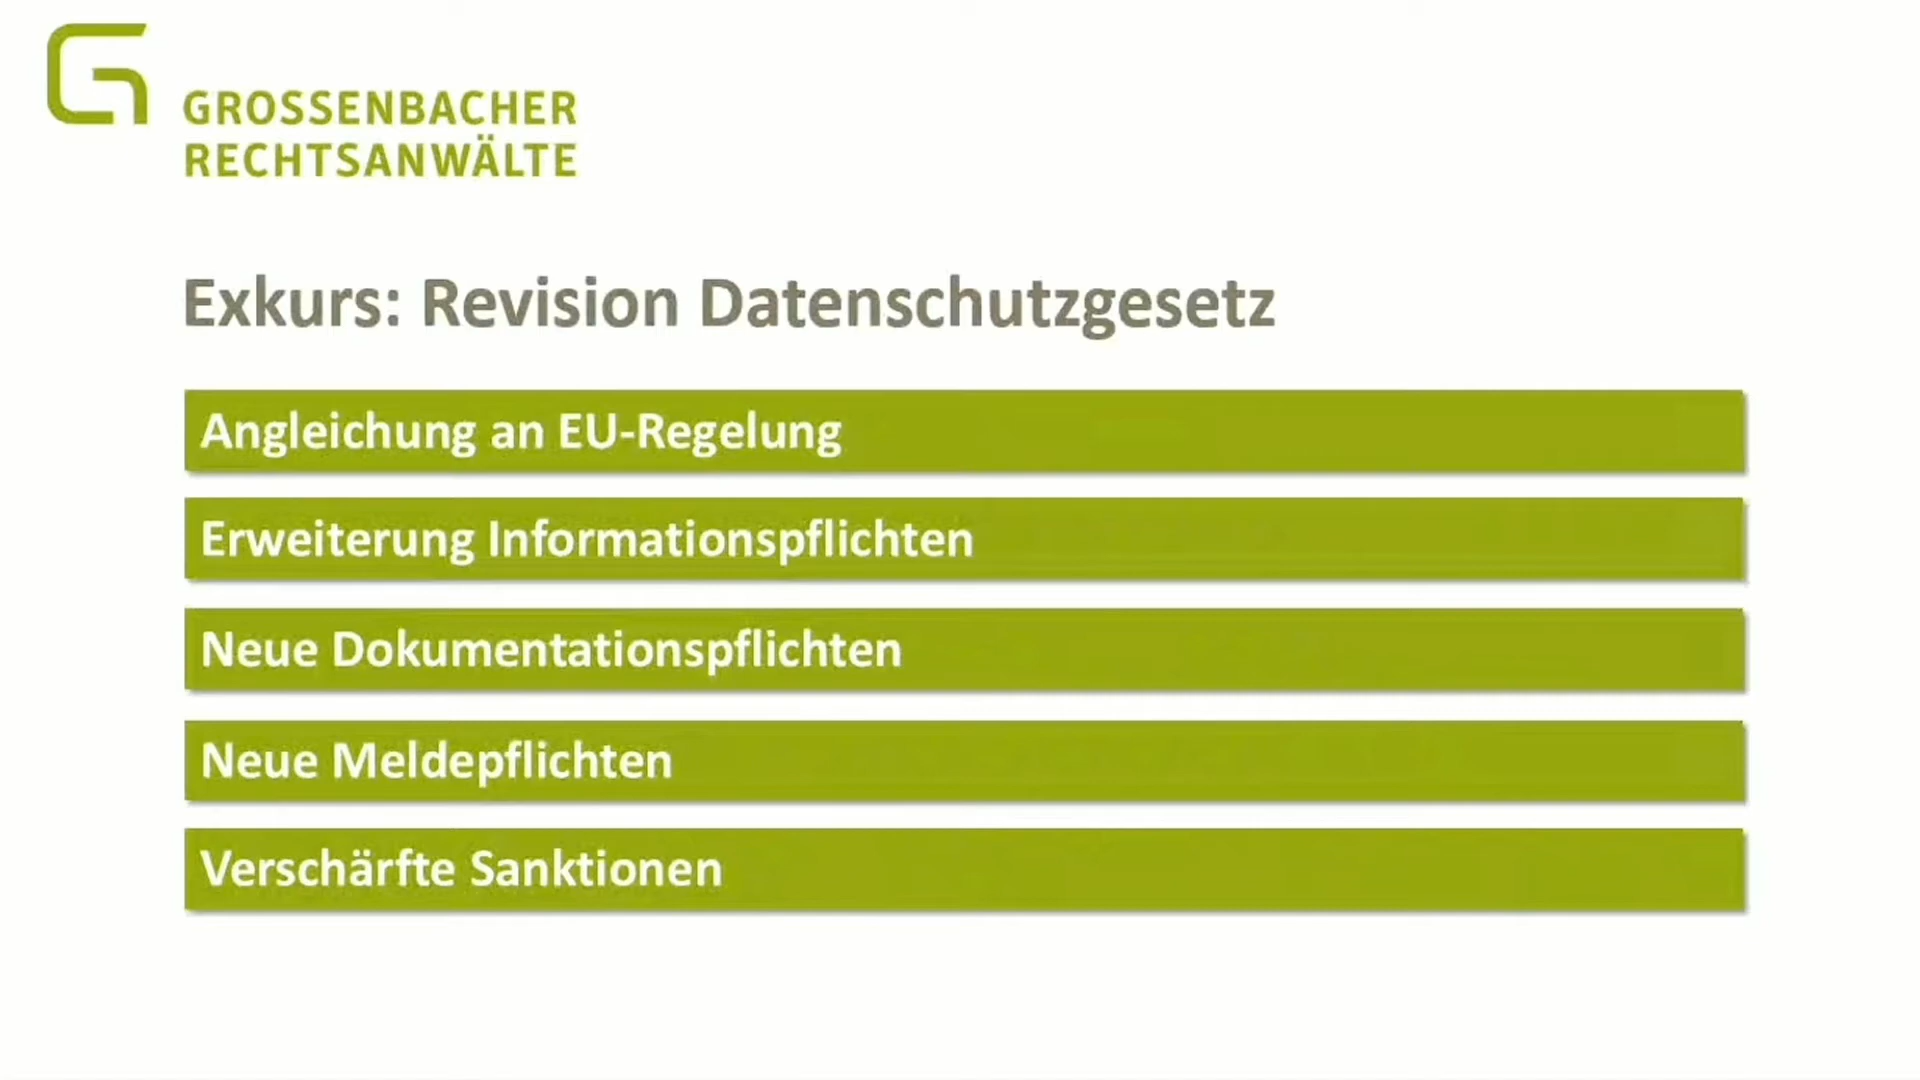 GROSSENBACHER
RECHTSANWÄLTE
Exkurs: Revision Datenschutzgesetz
Angleichung an EU-Regelung
Erweiterung Informationspflichten
Neue Dokumentationspflichten
Neue Meldepflichten
Verschärfte Sanktionen